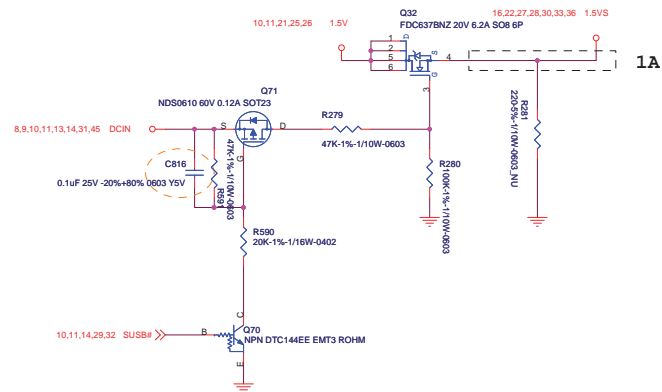 Q32
FDC637BNZ 20V 6.2A SO8 6P
10,11,21,25,26 1.5V
16,22,27,28,30,33,36 1.5VS
1
2
5
6
D
S
G
4
3
1A
Q71
NDS0610 60V 0.12A SOT23
8,9,10,11,13,14,31,45 DCIN
S
D
G
R279
47K-1%-1/10W-0603
R281
220-5%-1/10W-0603_NU
C816
0.1uF 25V -20%+80% 0603 Y5V
47K-1%-1/10W-0603
R591
R280
100K-1%-1/10W-0603
R590
20K-1%-1/16W-0402
10,11,14,29,32 SUSB#
B
C
E
Q70
NPN DTC144EE EMT3 ROHM